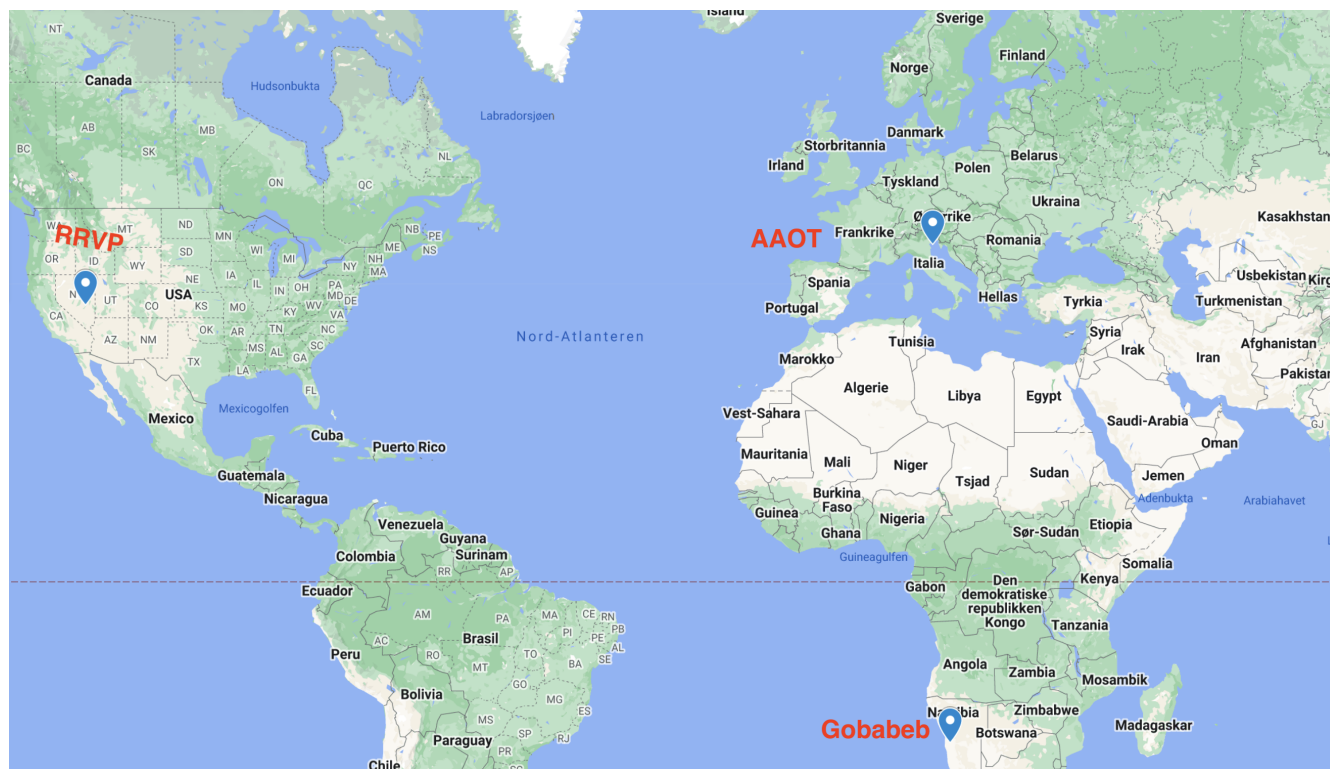 Island
Sverige
NT
Finland
Norge
Canada
Hudsonbukta
Labradorsjøen
AB
MB
Danmark
BC
SK
Storbritannia
Belarus
NL
Irland
Polen
ON
QC
Tyskland
Ukraina
Kasakhstan
RRVP
MT
ND
MN
NB
PE
AAOT
Frankrike
OR
ID
SD
WI
MI
ME
NS
Romania
WY
NH
Italia
NY
MA
IA
NE
Usbekistan
UT
USA
IL
IN
OH
PA
Spania
Hellas
Tyrkia
Turkmenistan
CO
KS
MO
MD
DE
WV
Portugal
CA
KY
VA
OK
AR
TN
NC
Nord-Atlanteren
Syria
AZ
NM
Tunisia
Irak
Afghanistan
MS
AL
GA
SC
Marokko
Iran
TX
LA
Pakistan
FL
Algerie
Libya
Egypt
Mexicogolfen
Mexico
Vest-Sahara
Saudi-Arabia
GJ
Cuba
Oman
Puerto Rico
Mauritania
Mali
Niger
Sudan
Guatemala
Tsjad
Jemen
Nicaragua
Burkina
Faso
Adenbukta
Arabiahavet
Guinea
Nigeria
Venezuela
Etiopia
Ghana
Sør-Sudan
Guyana
Surinam
Colombia
Guineagulfen
Somalia
RR
AP
Kenya
Ecuador
Gabon
Den
demokratiske
republikken
Kongo
AM
PA
MA
CE
RN
Tanzania
PB
PI
PE
AC
Brasil
AL
Peru
RO
TO
SE
MT
BA
Angola
Zambia
Mosambik
GO
Bolivia
MG
Namibia
Zimbabwe
ES
MS
Madagaskar
Gobabeb
Botswana
SP
RJ
Paraguay
PR
Chile